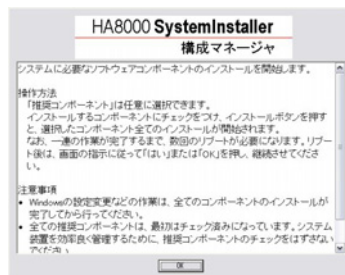 HA8000 SystemInstaller
構成マネージャ
システムに必要なソフトウェアコンポーネントのインストールを開始します。
操作方法
「推奨コンポーネント」は任意に選択できます。
インストールするコンポーネントにチェックをつけ、インストールボタンを押す
と、選択したコンポーネント全てのインストールが開始されます。
なお、一連の作業が完了するまで、数回のリブートが必要になります。リブー
ト後は、画面の指示に従って「はい」または「OK」を押し、継続させてくださ
い。
注意事項
• Windowsの設定変更などの作業は、全てのコンポーネントのインストールが
完了してから行ってください。
• 全ての推奨コンポーネントは、最初はチェック済みになっています。システム
装置を効率良く管理するために、推奨コンポーネントのチェックをはずさない
でください。
OK